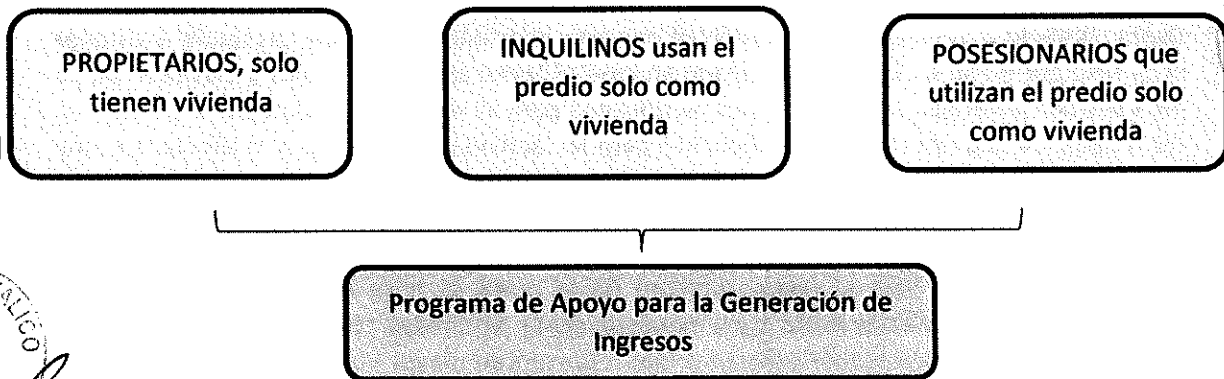 PROPIETARIOS, solo
tienen vivienda
INQUILINOS usan el
predio solo como
vivienda
POSESIONARIOS que
utilizan el predio solo
como vivienda
Programa de Apoyo para la Generación de
Ingresos